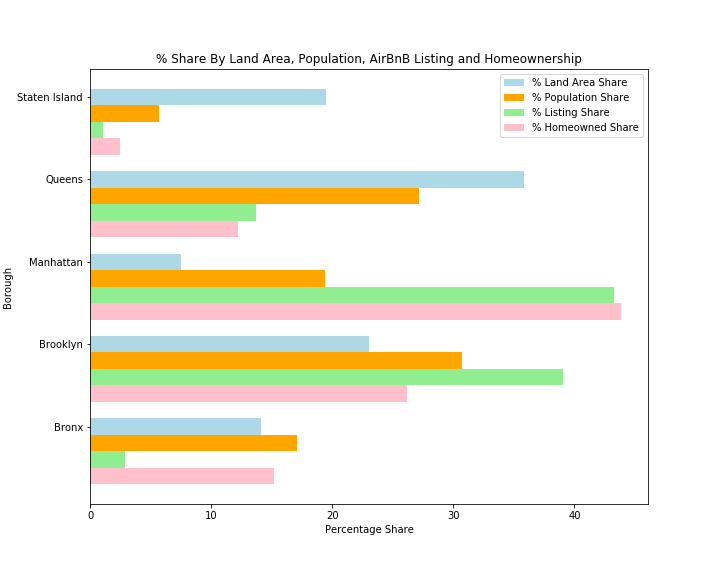 % Share By Land Area, Population, AirBnB Listing and Homeownership
% Land Area Share
% Population Share
% Listing Share
% Homeowned Share
Staten Island
Queens
Manhattan
Brooklyn
Bronx
Borough
0 10 20 30 40
Percentage Share